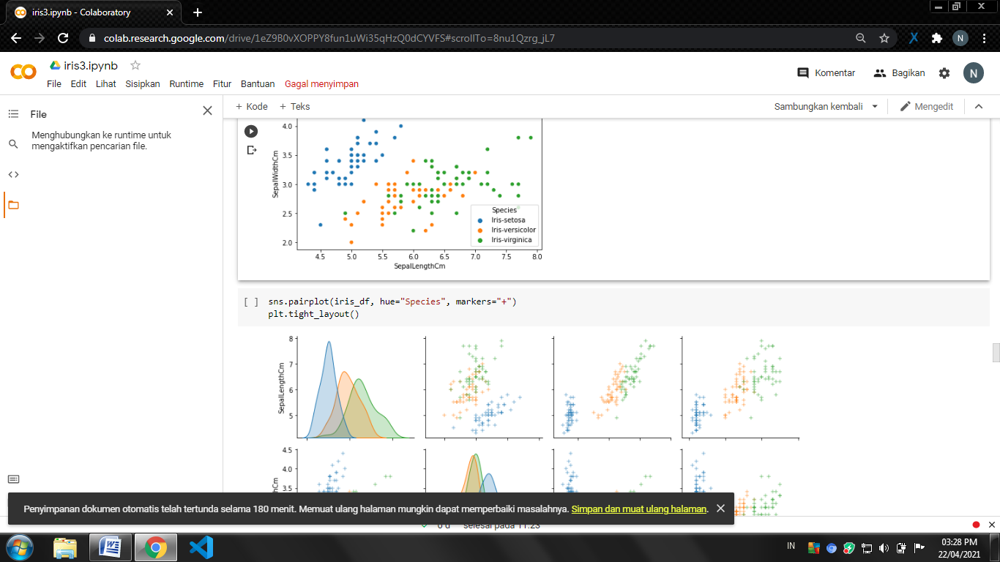 iris3.ipynb - Colaboratory
colab.research.google.com/drive/1eZ9B0vXOPPY8fun1uWi35qHzQ0dCYVFS#scrollTo=8nu1Qzrg_jL7
N
iris3.ipynb
File Edit Lihat Sisipkan Runtime Fitur Bantuan Gagal menyimpan
Komentar Bagikan N
File
+ Kode + Teks Sambungkan kembali Mengedit
Menghubungkan ke runtime untuk
mengaktifkan pencarian file.
4.0
3.5
3.0
2.5
2.0
SepalWidthCm
Species
Iris-setosa
Iris-versicolor
Iris-virginica
4.5 5.0 5.5 6.0 6.5 7.0 7.5 8.0
SepalLengthCm
[ ] sns.pairplot(iris_df, hue="Species", markers="+")
plt.tight_layout()
8
7
6
5
SepalLengthCm
4.5
4.0
3.5
Penyimpanan dokumen otomatis telah tertunda selama 180 menit. Memuat ulang halaman mungkin dapat memperbaiki masalahnya. Simpan dan muat ulang halaman.
0 d selesai pada 11.23
IN
03:28 PM
22/04/2021